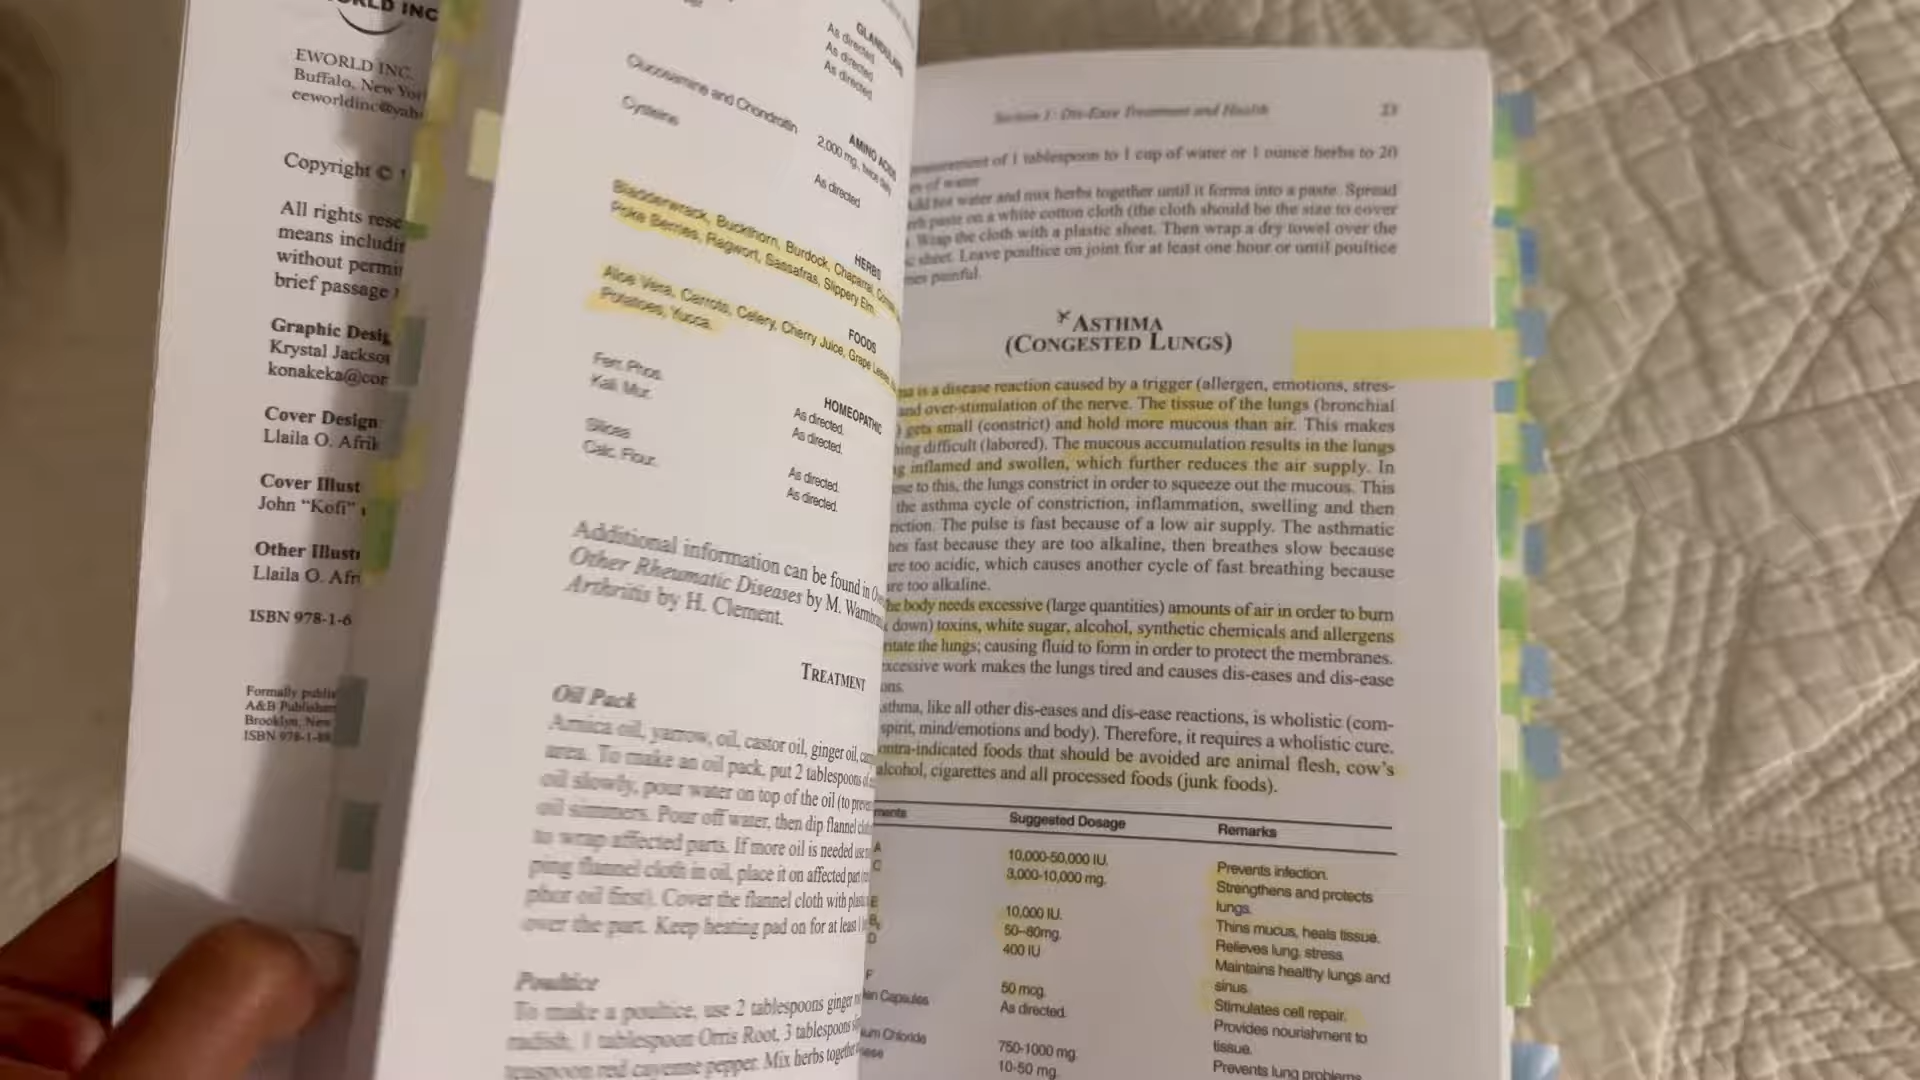 RLD INC
EWORLD INC.
Buffalo, New Yor
eeworldinc@yah
Copyright © 1
All rights rese
means includir
without permi
brief passage
Graphic Desig
Krystal Jackson
konakeka@con
Cover Design:
Llaila O. Afrik
Cover Illust
John "Kofi"
Other Illustr
Llaila O. Afri
ISBN 978-1-6
Formally publis
A&B Publishers
Brooklyn, New
ISBN 978-1-88
GLANDULARS
As directed
As directed
As directed
AMINO ACIDS
Glucosamine and Chondroitin 2,000 mg, twice daily
Cysteine As directed
HERBS
Bladderwrack, Buckthorn, Burdock, Chaparral,
Poke Berries, Ragwort, Sassafras, Slippery Elm.
FOODS
Aloe Vera, Carrots, Celery, Cherry Juice, Grape
Potatoes, Yucca.
HOMEOPATHIC
Ferr. Phos. As directed.
Kali. Mur. As directed.
Silicea As directed.
Calc. Flour. As directed.
Additional information can be found in
Other Rheumatic Diseases by M.
Arthritis by H. Clement.
TREATMENT
Oil Pack
Arnica oil, yarrow, oil, castor oil, ginger oil,
area. To make an oil pack, put 2 tablespoons
oil slowly, pour water on top of the oil (to
oil simmers. Pour off water, then dip flannel
to wrap affected parts. If more oil is needed
ping flannel cloth in oil, place it on affected part
phor oil first). Cover the flannel cloth with
over the part. Keep heating pad on for at least
Poultice
To make a poultice, use 2 tablespoons ginger
radish, 1 tablespoon Orris Root, 3 tablespoons
teaspoon red cayenne pepper. Mix herbs together
Section 1: Dis-Ease Treatment and Health 23
measurement of 1 tablespoon to 1 cup of water or 1 ounce herbs to 20
of water
hot water and mix herbs together until it forms into a paste. Spread
paste on a white cotton cloth (the cloth should be the size to cover
Wrap the cloth with a plastic sheet. Then wrap a dry towel over the
sheet. Leave poultice on joint for at least one hour or until poultice
painful.
ASTHMA
(CONGESTED LUNGS)
ma is a disease reaction caused by a trigger (allergen, emotions, stres-
and over-stimulation of the nerve. The tissue of the lungs (bronchial
) gets small (constrict) and hold more mucous than air. This makes
hing difficult (labored). The mucous accumulation results in the lungs
g inflamed and swollen, which further reduces the air supply. In
se to this, the lungs constrict in order to squeeze out the mucous. This
the asthma cycle of constriction, inflammation, swelling and then
riction. The pulse is fast because of a low air supply. The asthmatic
hes fast because they are too alkaline, then breathes slow because
are too acidic, which causes another cycle of fast breathing because
are too alkaline.
he body needs excessive (large quantities) amounts of air in order to burn
down) toxins, white sugar, alcohol, synthetic chemicals and allergens
ritate the lungs; causing fluid to form in order to protect the membranes.
xcessive work makes the lungs tired and causes dis-eases and dis-ease
ons.
sthma, like all other dis-eases and dis-ease reactions, is wholistic (com-
spirit, mind/emotions and body). Therefore, it requires a wholistic cure.
ontra-indicated foods that should be avoided are animal flesh, cow's
alcohol, cigarettes and all processed foods (junk foods).
ments Suggested Dosage Remarks
A 10,000-50,000 IU. Prevents infection.
C 3,000-10,000 mg. Strengthens and protects
lungs.
E 10,000 IU. Thins mucus, heals tissue.
50-80mg. Relieves lung stress
D 400 IU Maintains healthy lungs and
sinus.
F 50 mcg. Stimulates cell repair.
Capsules As directed. Provides nourishment to
tissue.
ium Chloride 750-1000 mg. Prevents lung problems
ese 10-50 mg.